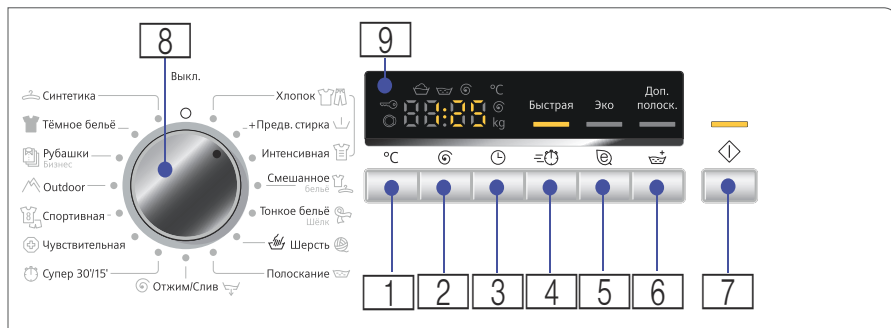 8
9
Выкл.
Синтетика
Тёмное бельё
Рубашки
Бизнес
Outdoor
Спортивная
Чувствительная
Супер 30'/15'
Отжим/Слив
Хлопок
+Предв. стирка
Интенсивная
Смешанное
бельё
Тонкое бельё
Шёлк
Шерсть
Полоскание
°C
1:25
kg
Быстрая
Эко
Доп.
полоск.
°C
1
2
3
4
5
6
7